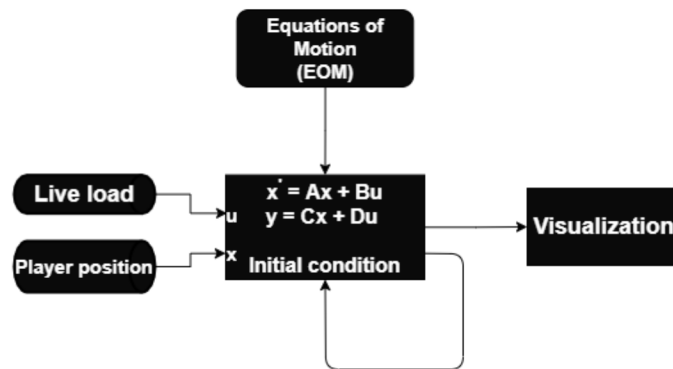 Equations of
Motion
(EOM)
Live load
Player position
u
x
x˙ = Ax + Bu
y = Cx + Du
Initial condition
Visualization